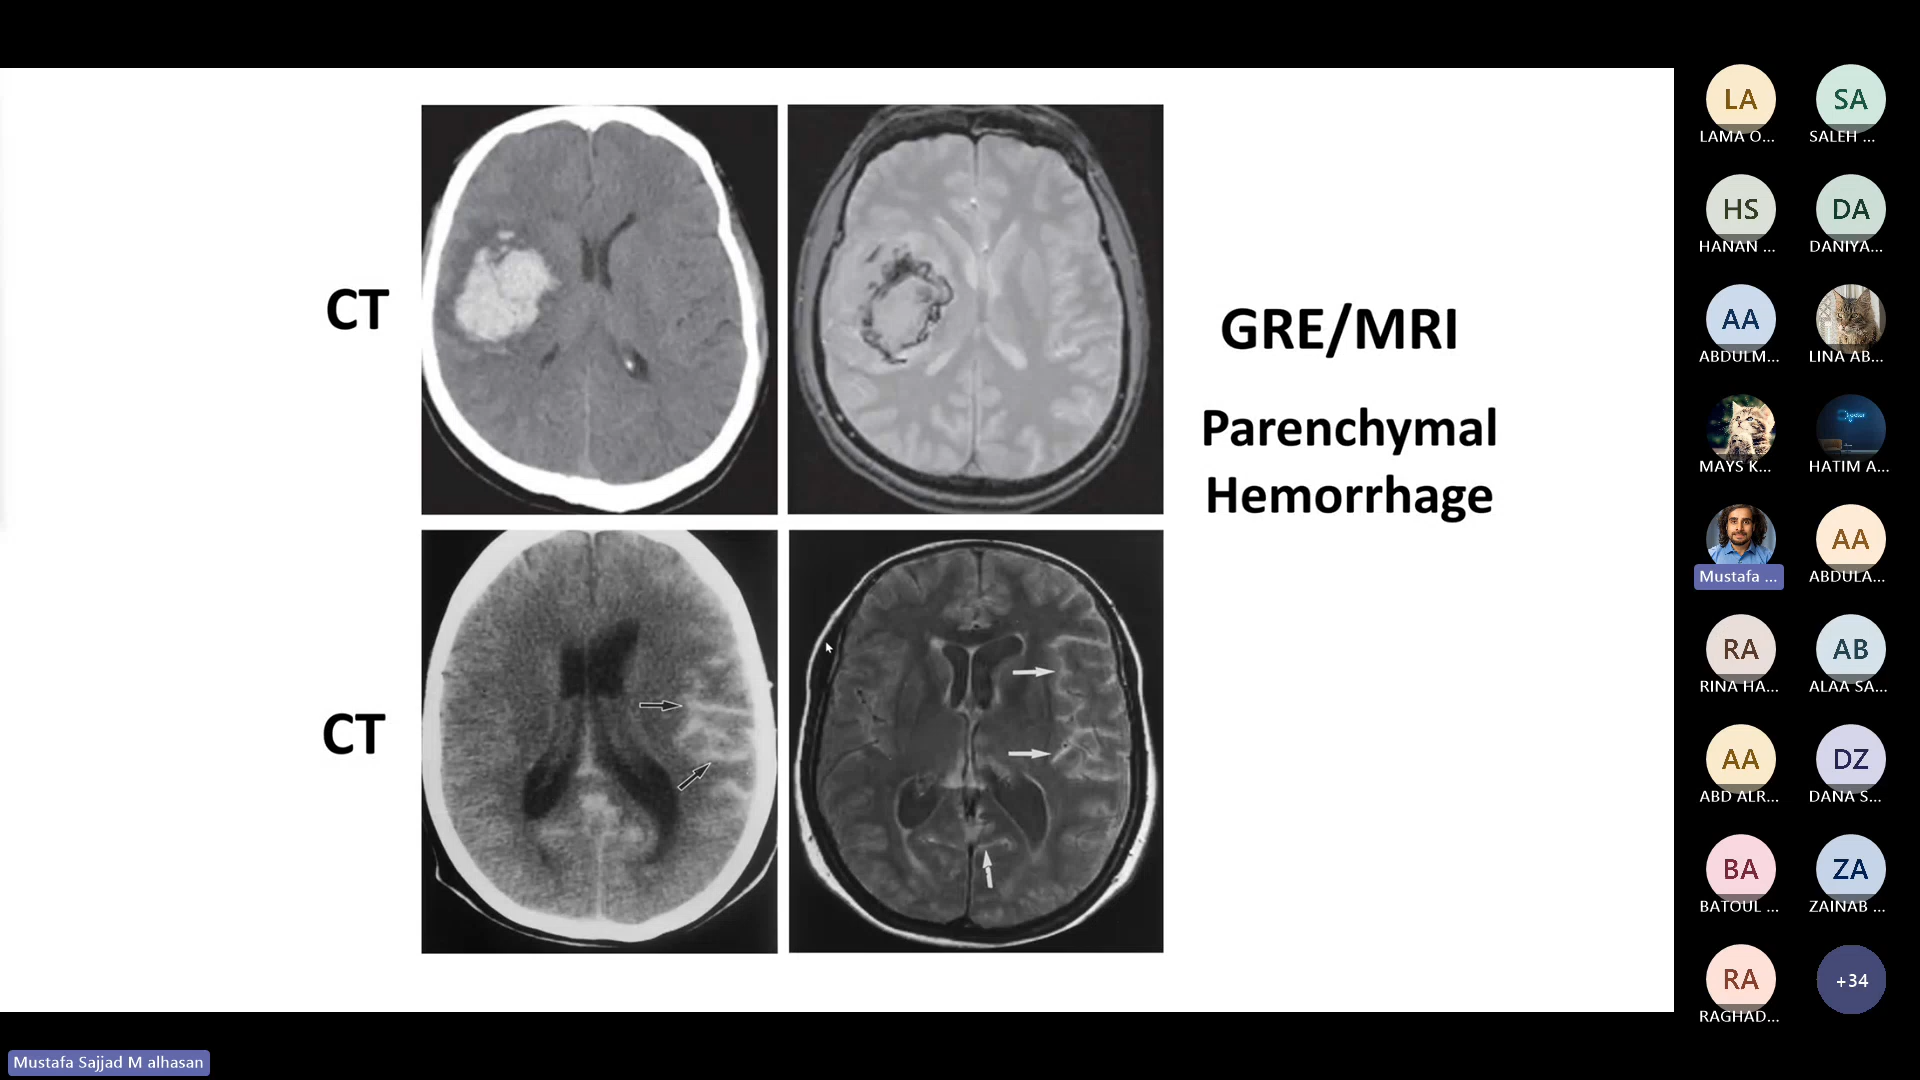 CT
GRE/MRI
Parenchymal
Hemorrhage
CT
LA
SA
LAMA O...
SALEH ...
HS
DA
HANAN ...
DANIYA...
AA
ABDULM...
LINA AB...
MAYS K...
HATIM A...
AA
Mustafa ...
ABDULA...
RA
AB
RINA HA...
ALAA SA...
AA
DZ
ABD ALR...
DANA S...
BA
ZA
BATOUL ...
ZAINAB ...
RA
+34
RAGHAD...
Mustafa Sajjad M alhasan